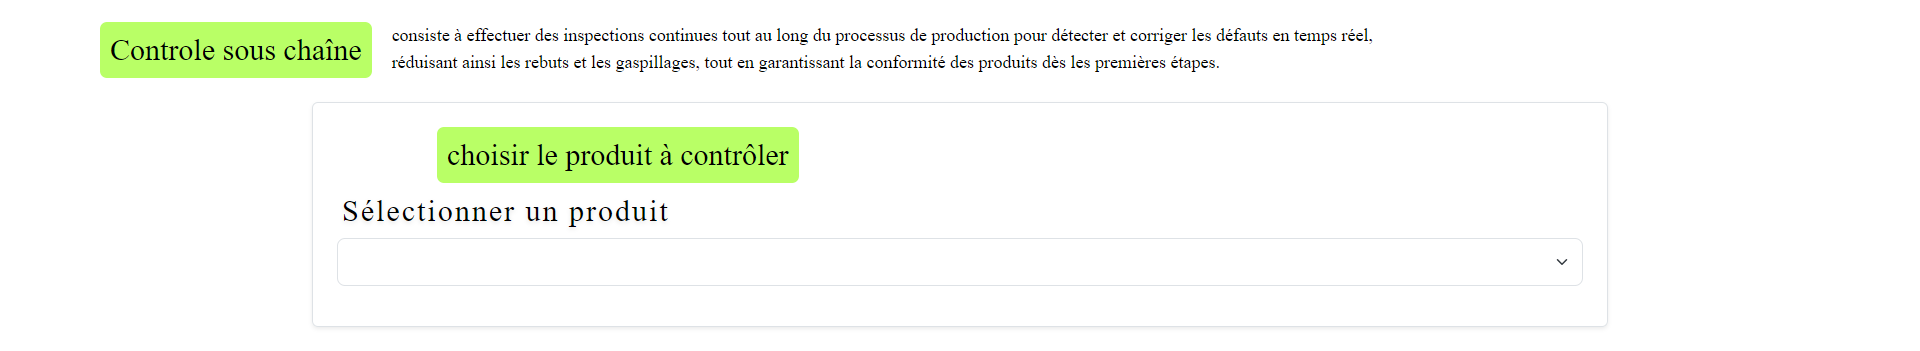 Controle sous chaîne
consiste à effectuer des inspections continues tout au long du processus de production pour détecter et corriger les défauts en temps réel,
réduisant ainsi les rebuts et les gaspillages, tout en garantissant la conformité des produits dès les premières étapes.
choisir le produit à contrôler
Sélectionner un produit